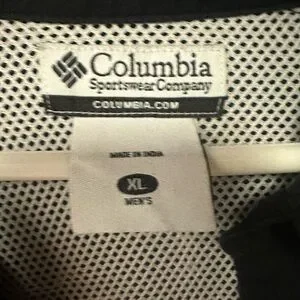 Columbia
Sportswear Company
COLUMBIA.COM
MADE IN INDIA
XL
MEN'S